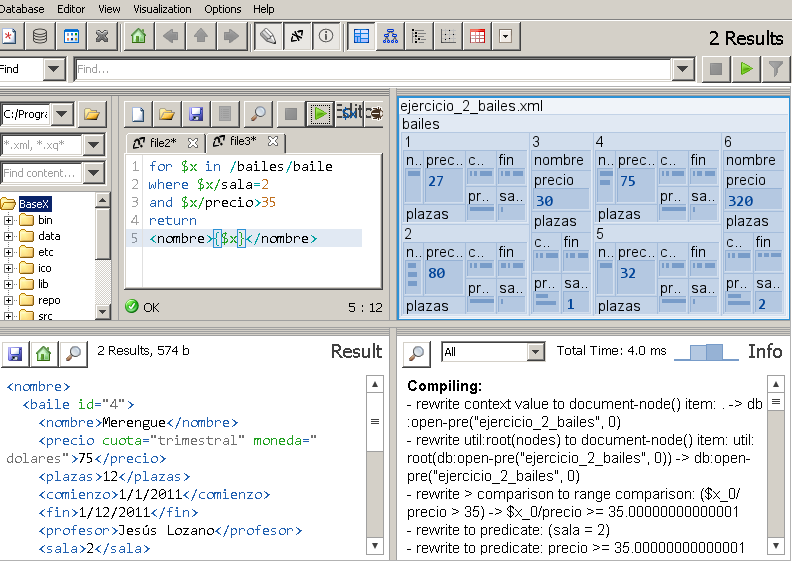 Database Editor View Visualization Options Help
2 Results
Find
Find...
C:/Progra
*.xml, *.xq*
Find content...
BaseX
bin
data
etc
ico
lib
repo
src
Editor
file2*
file3*
1 for $x in /bailes/baile
2 where $x/sala=2
3 and $x/precio>35
4 return
5 <nombre>{$x}</nombre>
OK
5 : 12
ejercicio_2_bailes.xml
bailes
1
n.. prec.. c.. fin
27
pr.. sa..
plazas
2
n.. prec.. c.. fin
80
pr.. sa..
plazas
3
nombre
precio
30
plazas
c.. fin
pr.. sa..
1
4
n.. prec.. c.. fin
75
pr.. sa..
plazas
5
n.. prec.. c.. fin
32
pr.. sa..
plazas
6
nombre
precio
320
plazas
c.. fin
pr.. sa..
2
2 Results, 574 b
Result
<nombre>
<baile id="4">
<nombre>Merengue</nombre>
<precio cuota="trimestral" moneda="
dolares">75</precio>
<plazas>12</plazas>
<comienzo>1/1/2011</comienzo>
<fin>1/12/2011</fin>
<profesor>Jesús Lozano</profesor>
<sala>2</sala>
All
Total Time: 4.0 ms
Info
Compiling:
- rewrite context value to document-node() item: . -> db
:open-pre("ejercicio_2_bailes", 0)
- rewrite util:root(nodes) to document-node() item: util:
root(db:open-pre("ejercicio_2_bailes", 0)) -> db:open-
pre("ejercicio_2_bailes", 0)
- rewrite > comparison to range comparison: ($x_0/
precio > 35) -> $x_0/precio >= 35.00000000000001
- rewrite to predicate: (sala = 2)
- rewrite to predicate: precio >= 35.00000000000001